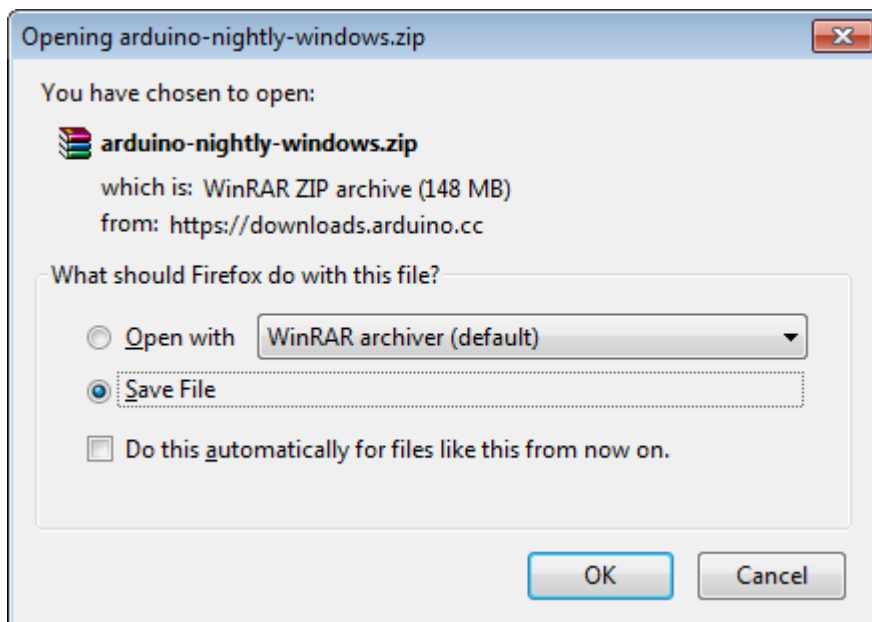 Opening arduino-nightly-windows.zip
You have chosen to open:
arduino-nightly-windows.zip
which is: WinRAR ZIP archive (148 MB)
from: https://downloads.arduino.cc
What should Firefox do with this file?
Open with WinRAR archiver (default)
Save File
Do this automatically for files like this from now on.
OK Cancel